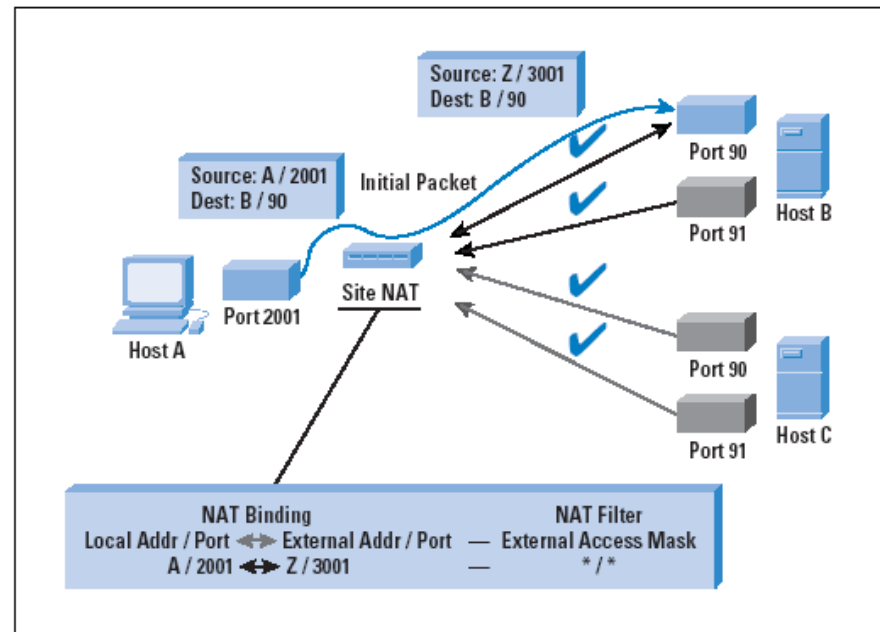 Source: Z / 3001
Dest: B / 90
Source: A / 2001
Dest: B / 90
Initial Packet
Port 90
Host B
Port 91
Site NAT
Port 2001
Host A
Port 90
Host C
Port 91
NAT Binding NAT Filter
Local Addr / Port External Addr / Port — External Access Mask
A / 2001 Z / 3001 — * / *